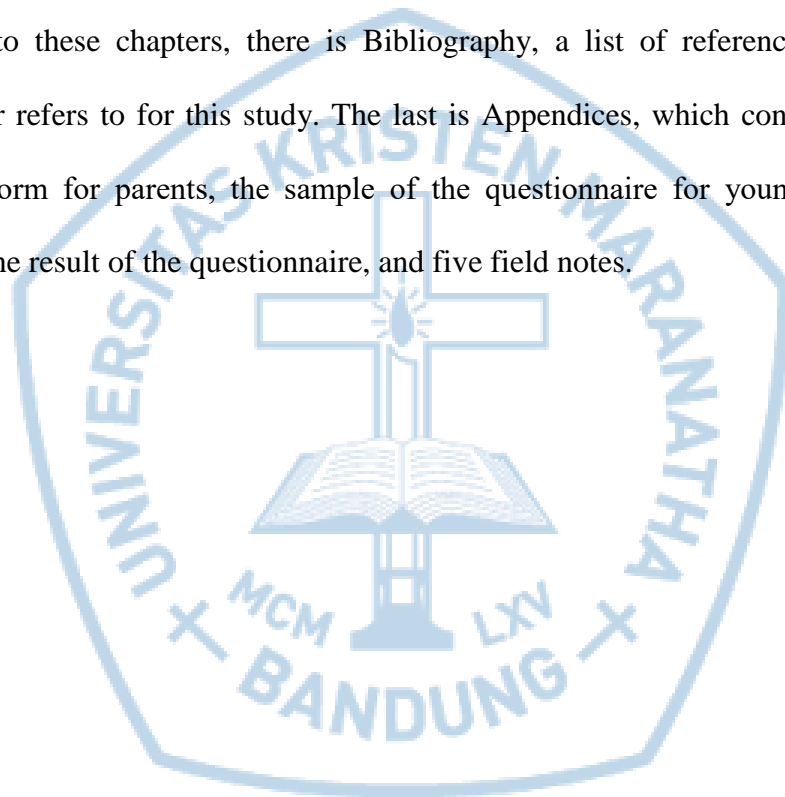 to these chapters, there is Bibliography, a list of referenc
r refers to for this study. The last is Appendices, which con
orm for parents, the sample of the questionnaire for youn
ne result of the questionnaire, and five field notes.
UNIVERSITAS KRISTEN MARANATHA
MCM LXV
+ BANDUNG +